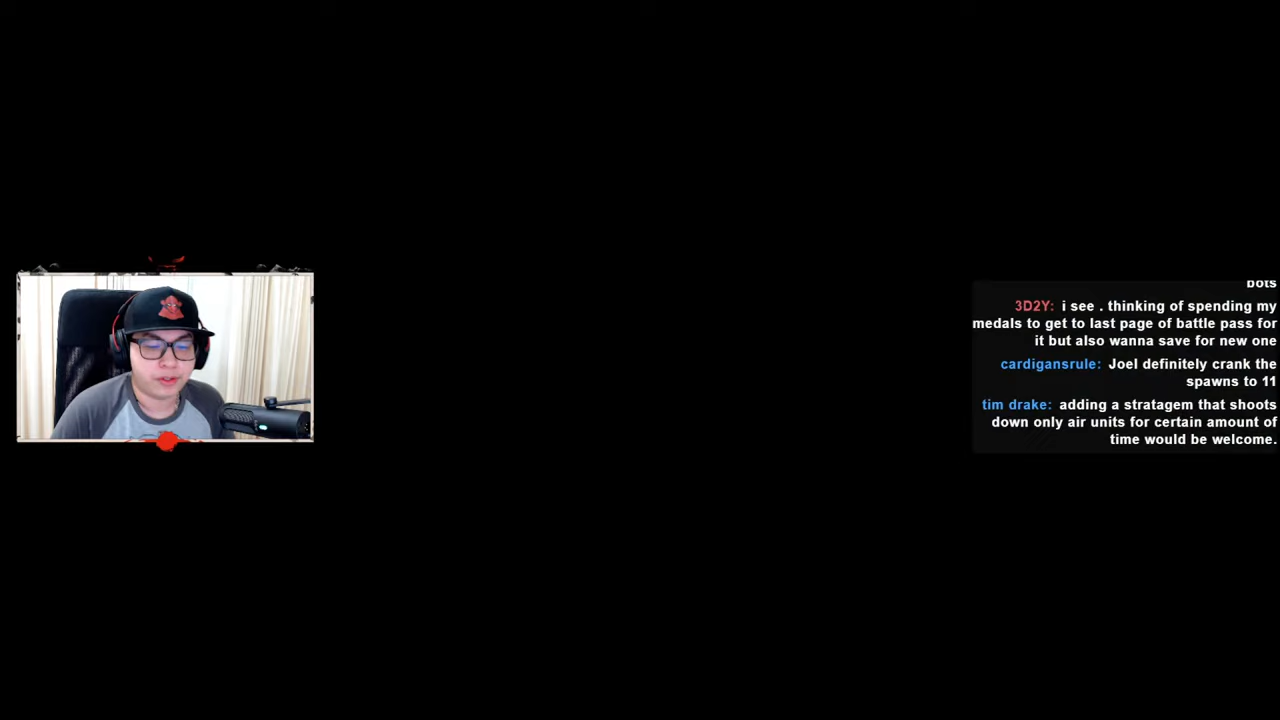 bots
3D2Y: i see . thinking of spending my
medals to get to last page of battle pass for
it but also wanna save for new one
cardigansrule: Joel definitely crank the
spawns to 11
tim drake: adding a stratagem that shoots
down only air units for certain amount of
time would be welcome.